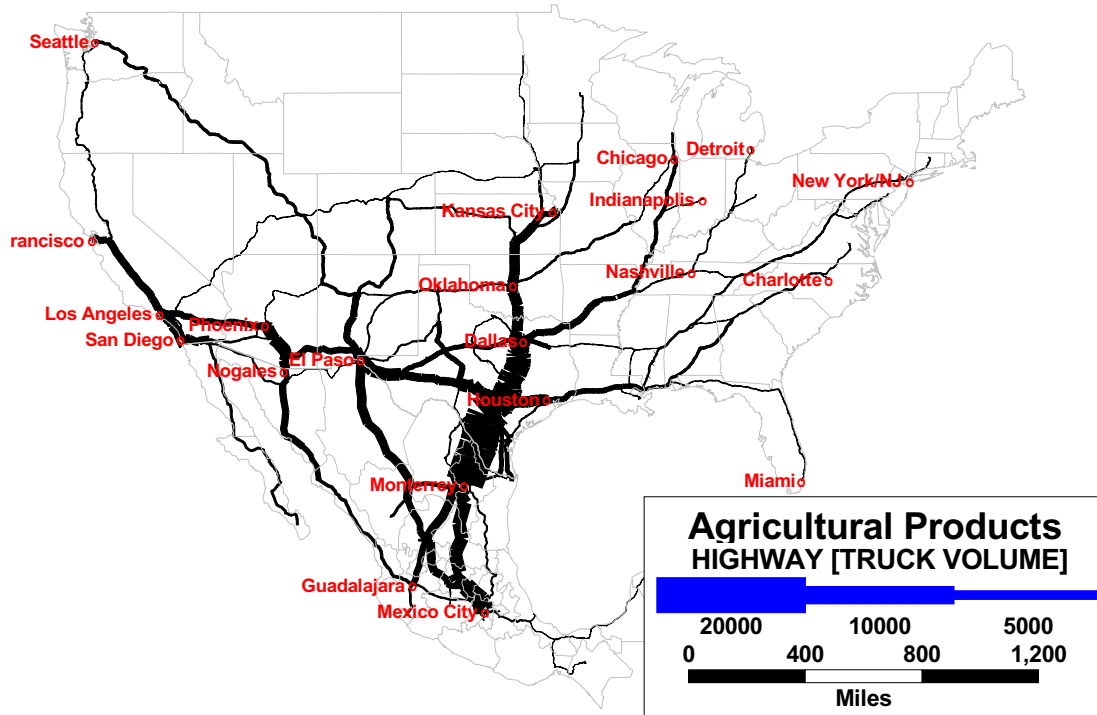 Seattle
Chicago
Detroit
New York/NJ
Indianapolis
Kansas City
rancisco
Nashville
Charlotte
Oklahoma
Los Angeles
Phoenix
San Diego
Dallas
El Paso
Nogales
Houston
Miami
Monterrey
Guadalajara
Mexico City
Agricultural Products
HIGHWAY [TRUCK VOLUME]
20000 10000 5000
0 400 800 1,200
Miles